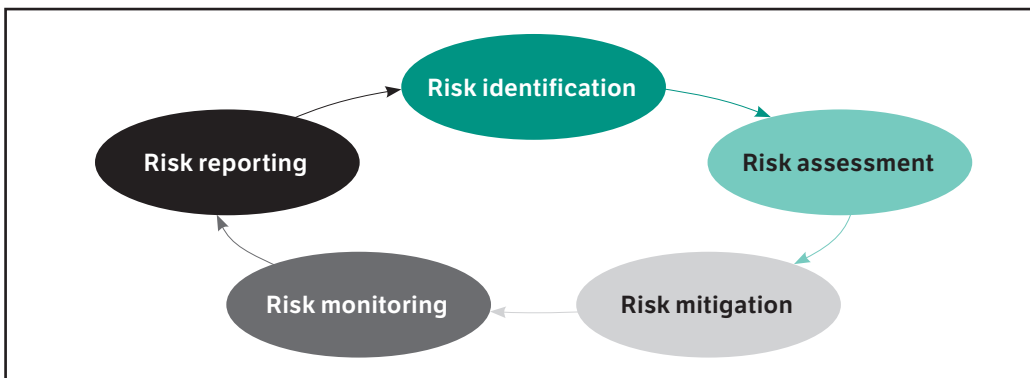 Risk identification
Risk assessment
Risk mitigation
Risk monitoring
Risk reporting